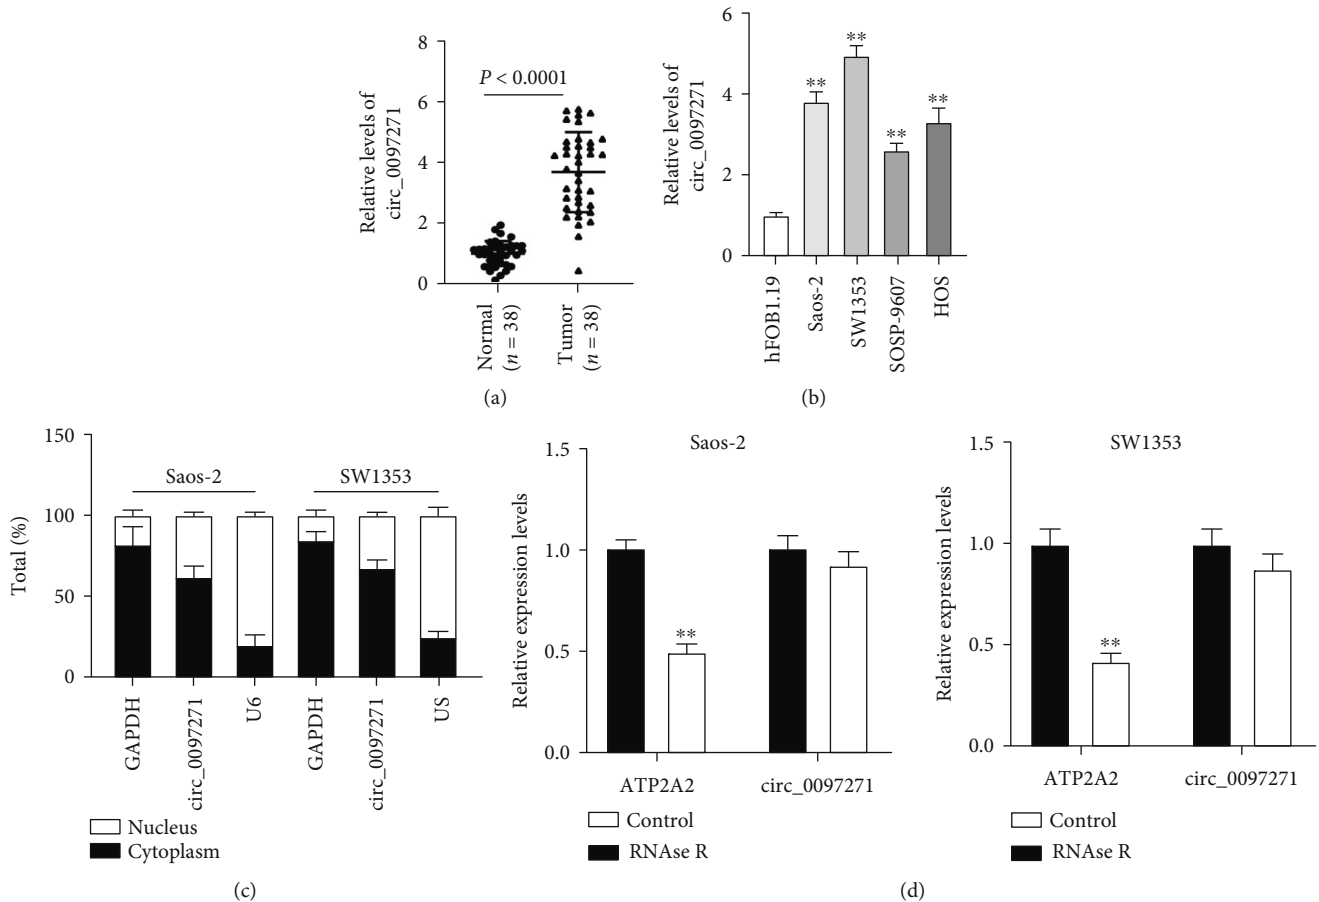 Relative levels of
circ_0097271
8
6
4
2
0
P < 0.0001
Normal
(n = 38)
Tumor
(n = 38)
(a)
Relative levels of
circ_0097271
6
4
2
0
**
**
**
**
hFOB1.19
Saos-2
SW1353
SOSP-9607
HOS
(b)
Total (%)
150
100
50
0
Saos-2
SW1353
GAPDH
circ_0097271
U6
GAPDH
circ_0097271
US
Nucleus
Cytoplasm
(c)
Saos-2
Relative expression levels
1.5
1.0
0.5
0.0
**
ATP2A2
circ_0097271
Control
RNAse R
SW1353
Relative expression levels
1.5
1.0
0.5
0.0
**
ATP2A2
circ_0097271
Control
RNAse R
(d)